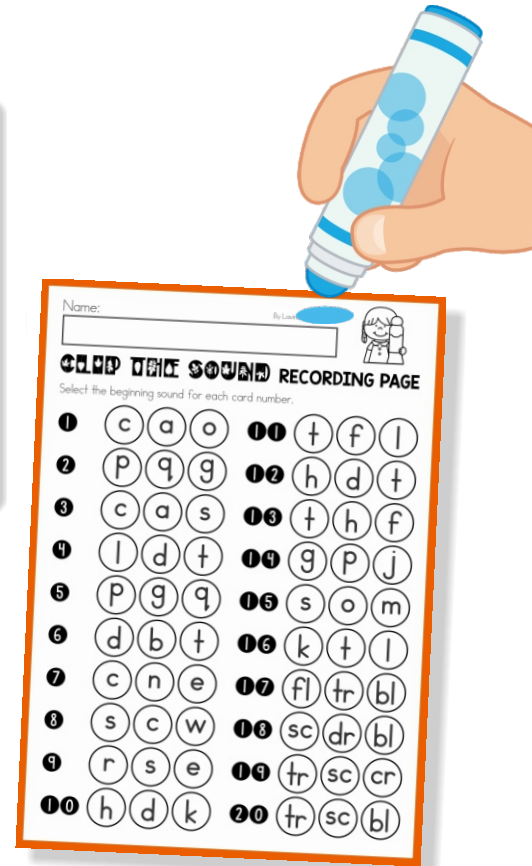 Name:
By
CLIP THE SOUND RECORDING PAGE
Select the beginning sound for each card number.
1 c a o
2 p q g
3 c a s
4 l d t
5 p g q
6 d b t
7 c n e
8 s c w
9 r s e
10 h d k
11 t f l
12 h d t
13 t h f
14 g p j
15 s o m
16 k t l
17 fl tr bl
18 sc dr bl
19 tr sc cr
20 tr sc bl